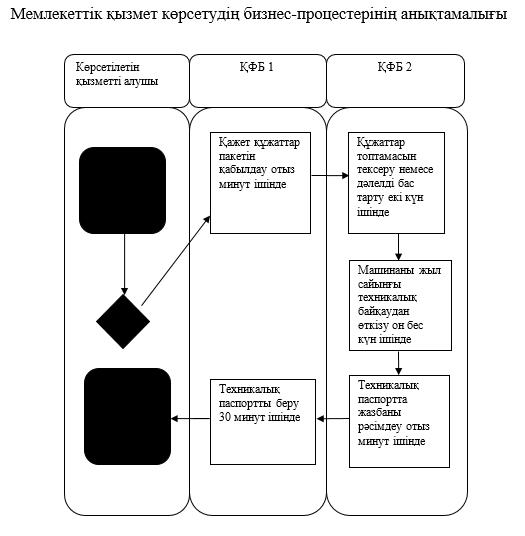 Мемлекеттік қызмет көрсетудің бизнес-процестерінің анықтамалығы
Көрсетілетін
қызметті алушы
ҚФБ 1
ҚФБ 2
Қажет құжаттар
пакетін
қабылдау отыз
минут ішінде
Құжаттар
топтамасын
тексеру немесе
дәлелді бас
тарту екі күн
ішінде
Машинаны жыл
сайынғы
техникалық
байқаудан
өткізу он бес
күн ішінде
Техникалық
паспортта
жазбаны
рәсімдеу отыз
минут ішінде
Техникалық
паспортты беру
30 минут ішінде